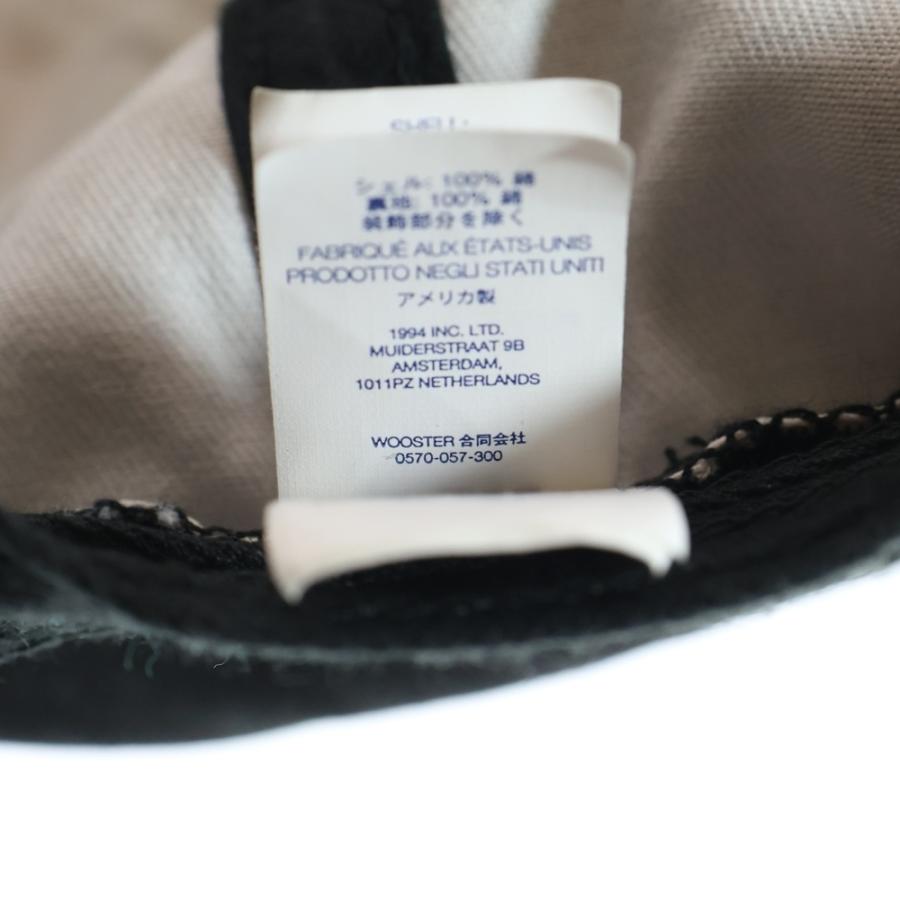 SHELL:
シェル: 100% 綿
裏地: 100% 綿
装飾部分を除く
FABRIQUÉ AUX ÉTATS-UNIS
PRODOTTO NEGLI STATI UNITI
アメリカ製
1994 INC. LTD.
MUIDERSTRAAT 9B
AMSTERDAM,
1011PZ NETHERLANDS
WOOSTER 合同会社
0570-057-300